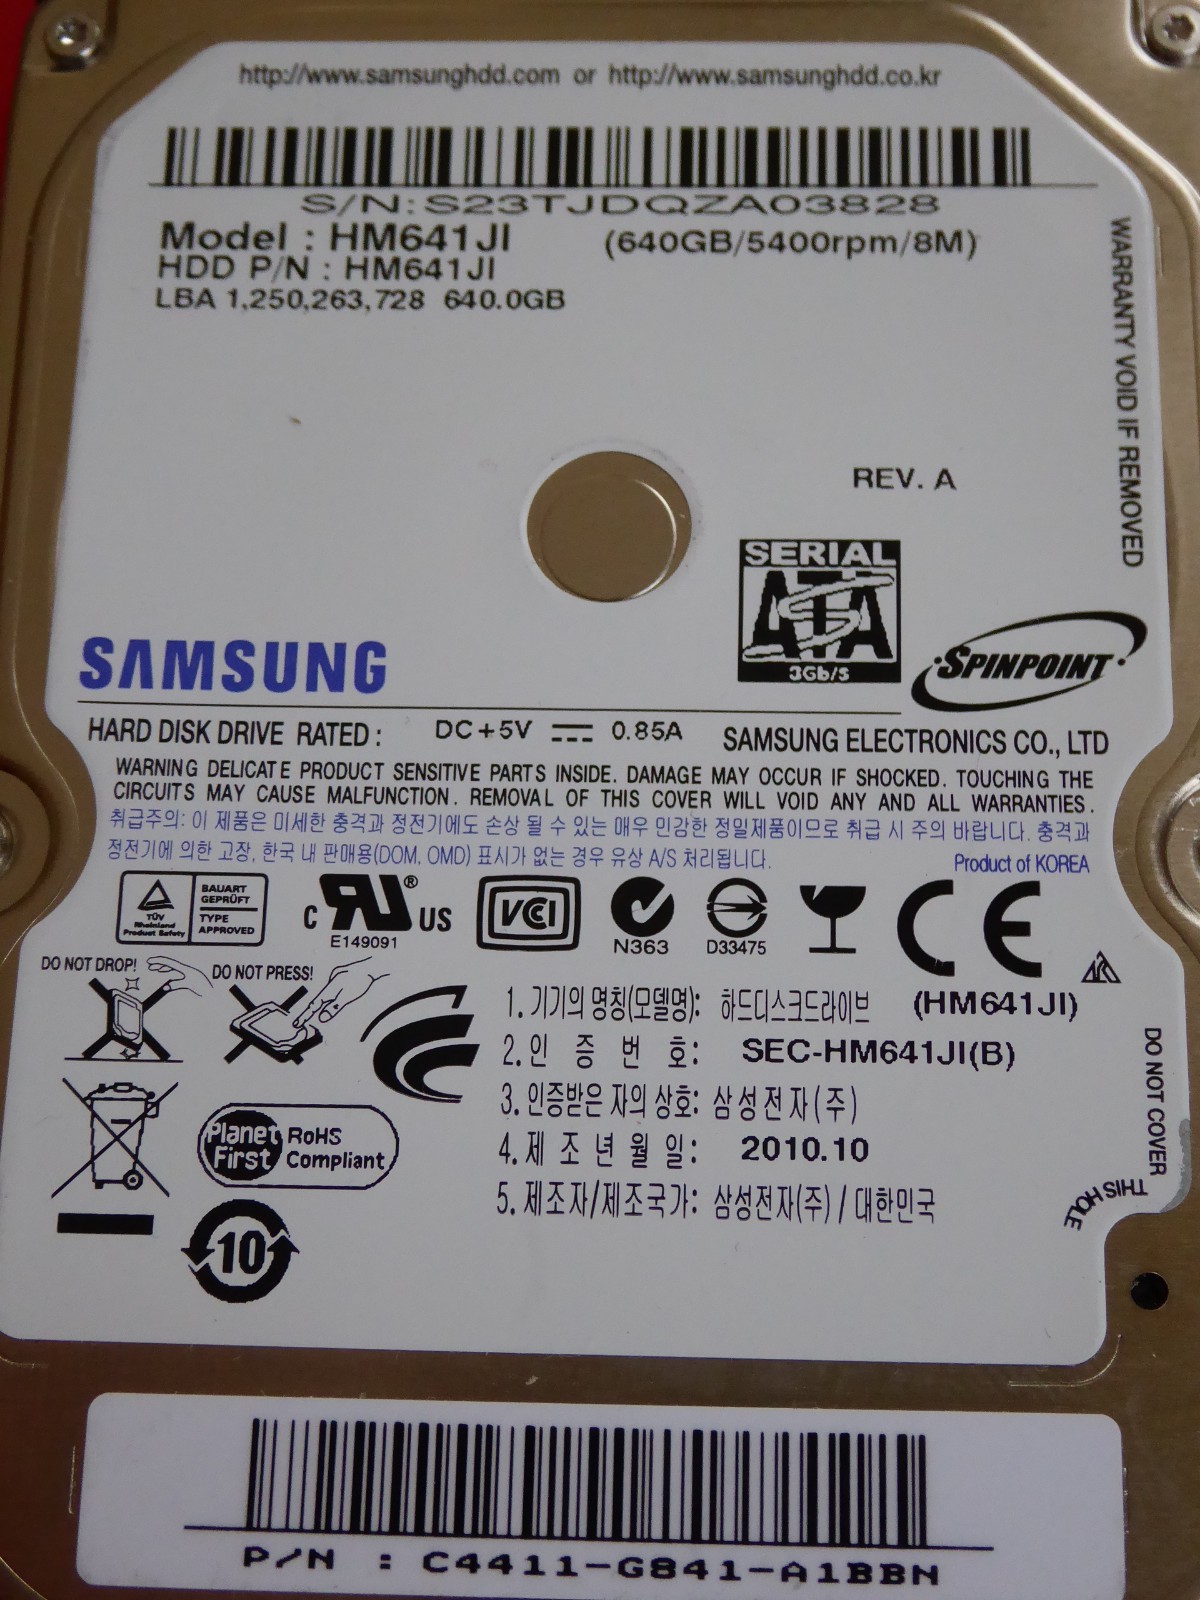 http://www.samsunghdd.com or http://www.samsunghdd.co.kr
S/N:S23TJDQZA03828
Model : HM641JI (640GB/5400rpm/8M)
HDD P/N : HM641JI
LBA 1,250,263,728 640.0GB
WARRANTY VOID IF REMOVED
REV. A
SERIAL
ATA
3Gb/s
SPINPOINT
SAMSUNG
HARD DISK DRIVE RATED : DC+5V 0.85A SAMSUNG ELECTRONICS CO., LTD
WARNING DELICATE PRODUCT SENSITIVE PARTS INSIDE. DAMAGE MAY OCCUR IF SHOCKED. TOUCHING THE
CIRCUITS MAY CAUSE MALFUNCTION. REMOVAL OF THIS COVER WILL VOID ANY AND ALL WARRANTIES.
취급주의: 이 제품은 미세한 충격과 정전기에도 손상 될 수 있는 매우 민감한 정밀제품이므로 취급 시 주의 바랍니다. 충격과
정전기에 의한 고장, 한국 내 판매용(DOM, OMD) 표시가 없는 경우 유상 A/S 처리됩니다. Product of KOREA
TÜV
Rheinland
Product Safety
BAUART
GEPRÜFT
TYPE
APPROVED
C RU® US
E149091
VCI
N363
D33475
CE
DO NOT DROP!
DO NOT PRESS!
1. 기기의 명칭(모델명): 하드디스크드라이브 (HM641JI)
2. 인 증 번 호: SEC-HM641JI(B)
3. 인증받은 자의 상호: 삼성전자(주)
4. 제 조 년 월 일: 2010.10
5. 제조자/제조국가: 삼성전자(주) / 대한민국
DO NOT COVER
THIS HOLE
Planet
First
RoHS
Compliant
10
P/N : C4411-G841-A1BBN